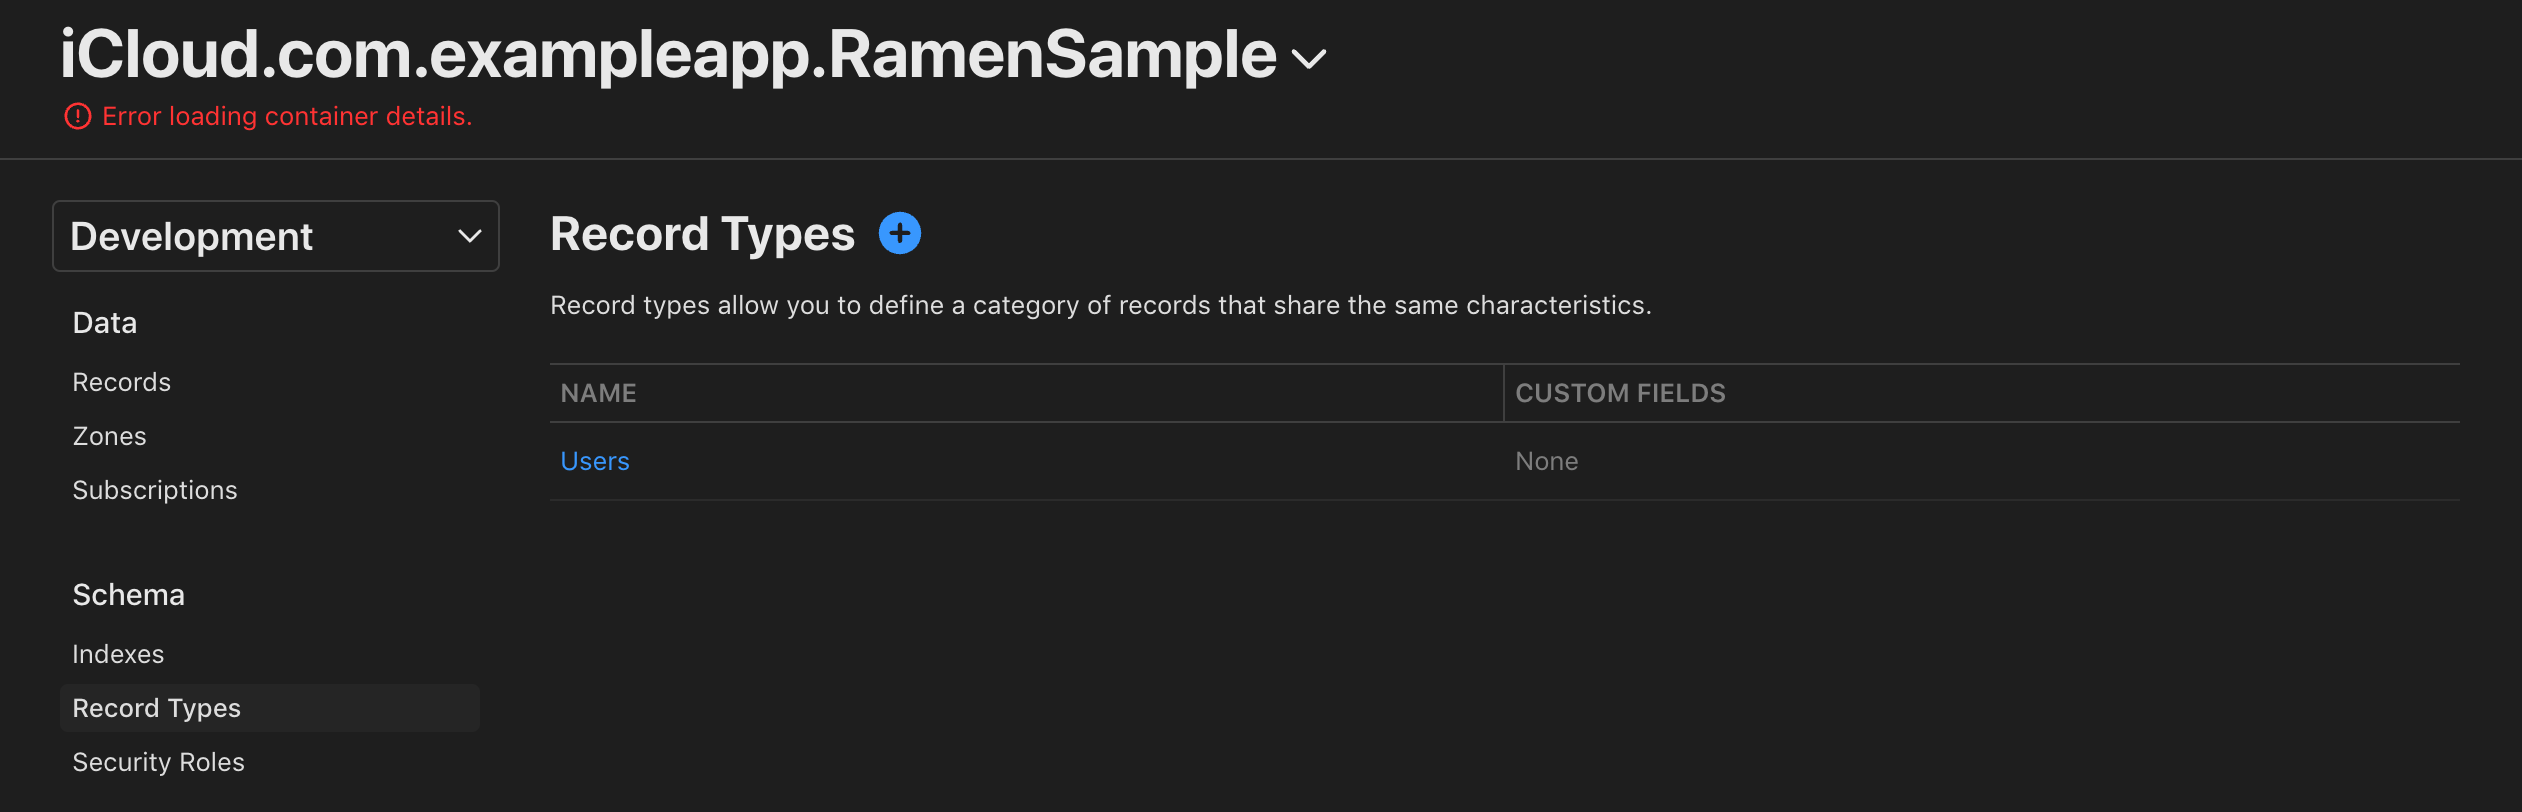 iCloud.com.exampleapp.RamenSample
Error loading container details.
Development
Data
Records
Zones
Subscriptions
Schema
Indexes
Record Types
Security Roles
Record Types
Record types allow you to define a category of records that share the same characteristics.
NAME CUSTOM FIELDS
Users None